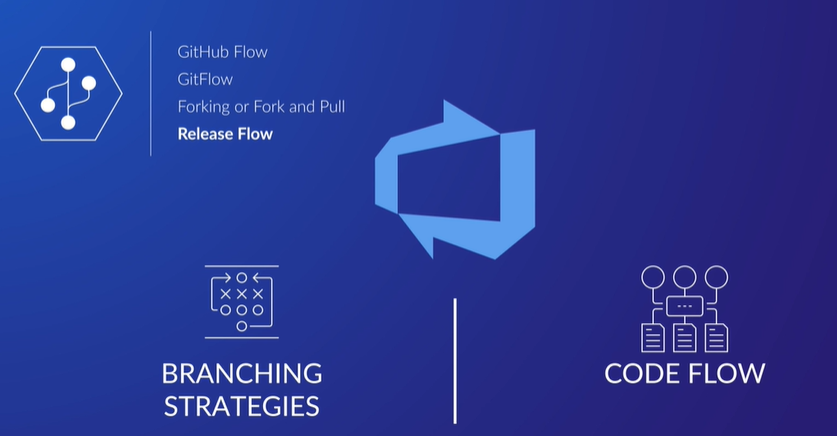 GitHub Flow
GitFlow
Forking or Fork and Pull
Release Flow
BRANCHING
STRATEGIES
CODE FLOW